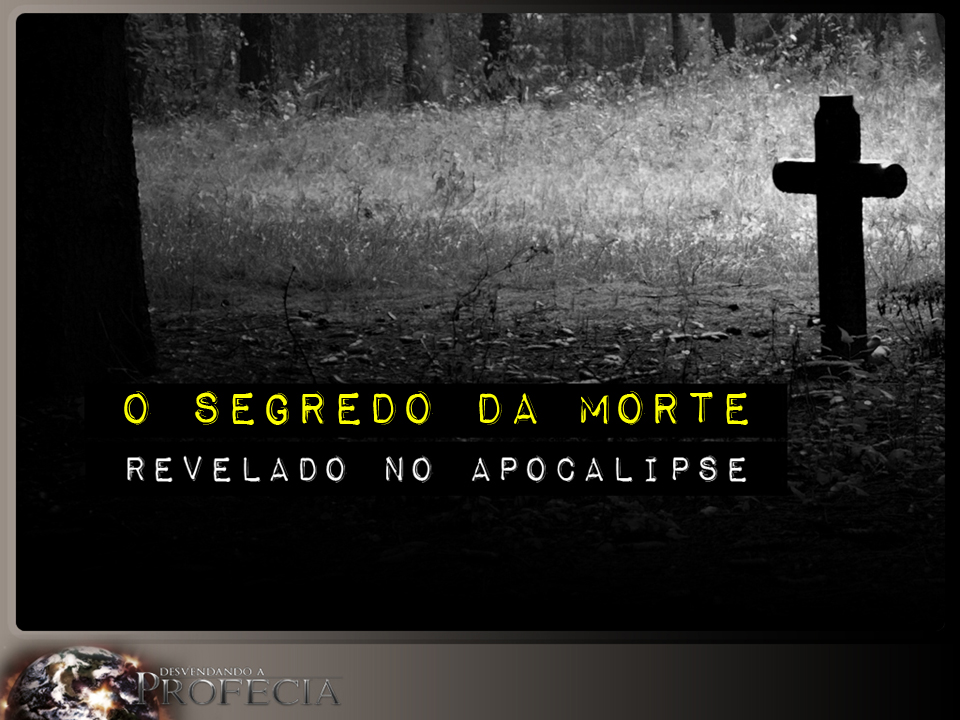 O SEGREDO DA MORTE
REVELADO NO APOCALIPSE
DESVENDANDO A
PROFECIA